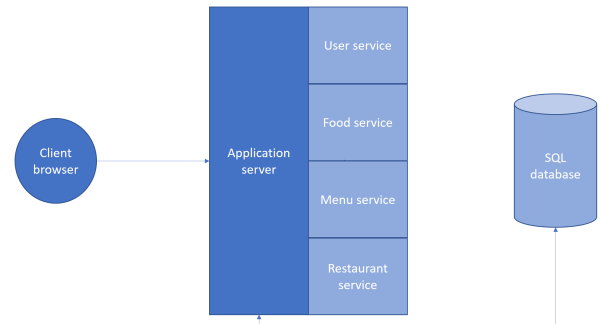 User service
Food service
Client
browser
Application
server
SQL
database
Menu service
Restaurant
service